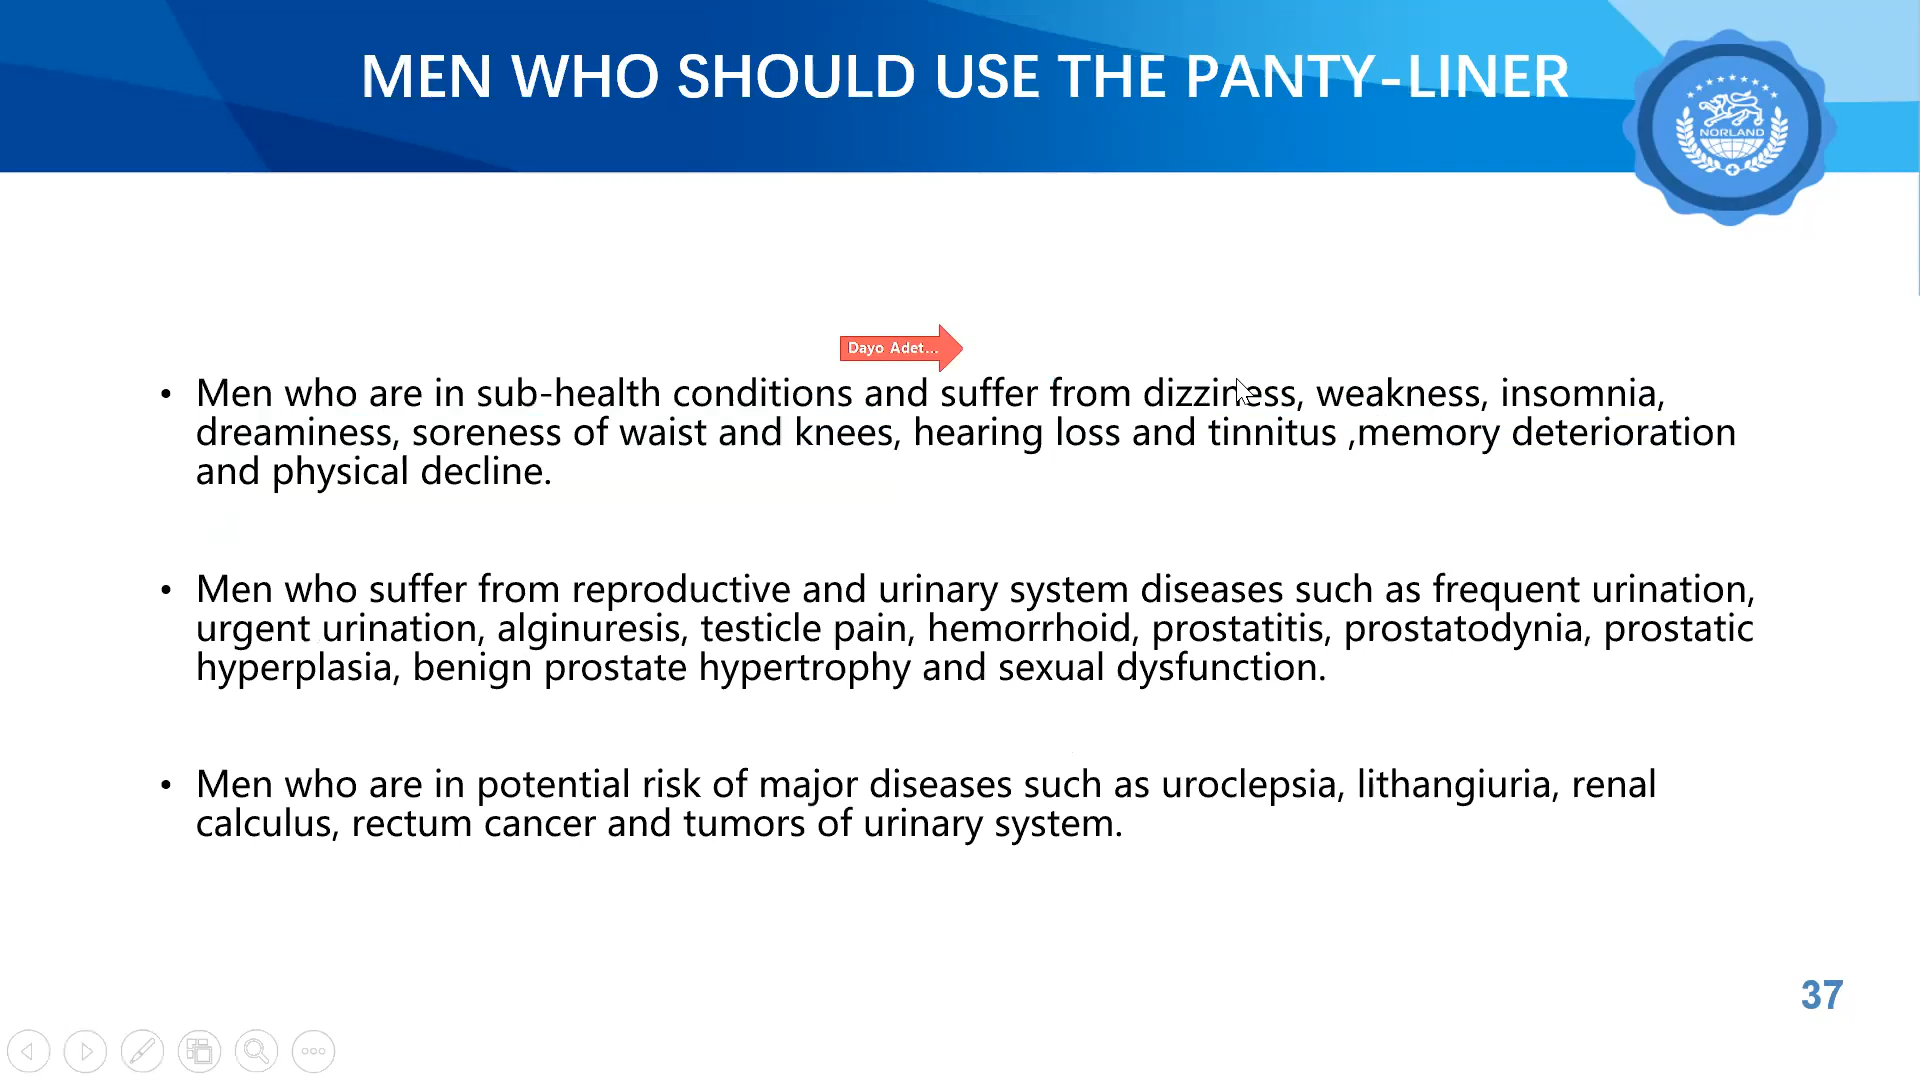 MEN WHO SHOULD USE THE PANTY-LINER
NORLAND
Dayo Adet...
• Men who are in sub-health conditions and suffer from dizziness, weakness, insomnia,
dreaminess, soreness of waist and knees, hearing loss and tinnitus ,memory deterioration
and physical decline.
• Men who suffer from reproductive and urinary system diseases such as frequent urination,
urgent urination, alginuresis, testicle pain, hemorrhoid, prostatitis, prostatodynia, prostatic
hyperplasia, benign prostate hypertrophy and sexual dysfunction.
• Men who are in potential risk of major diseases such as uroclepsia, lithangiuria, renal
calculus, rectum cancer and tumors of urinary system.
37